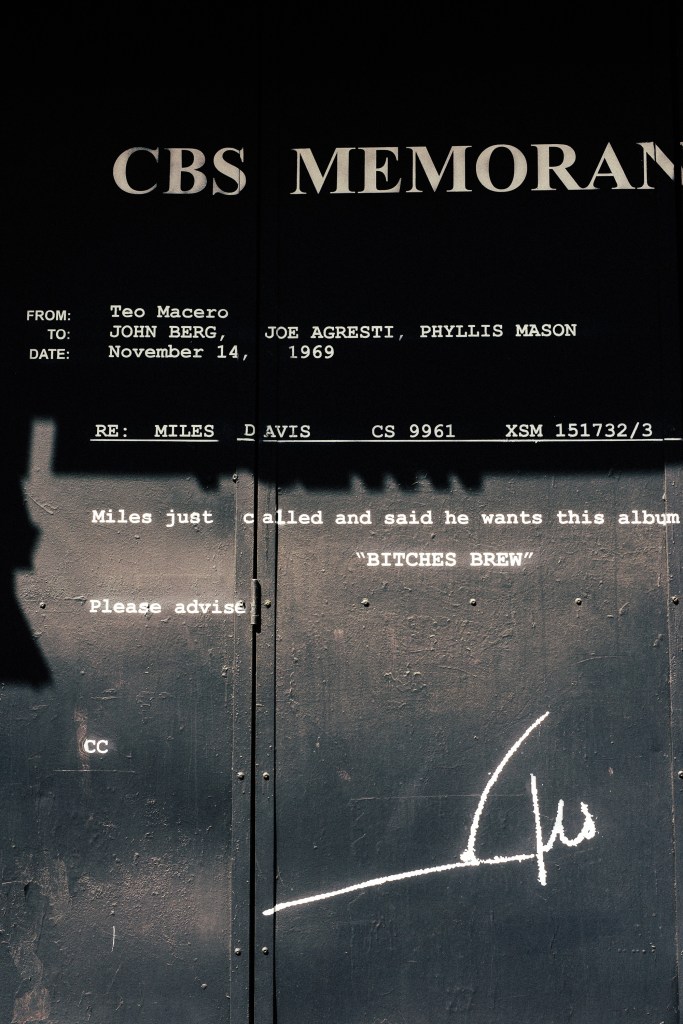 CBS MEMORAN
FROM: Teo Macero
TO: JOHN BERG, JOE AGRESTI, PHYLLIS MASON
DATE: November 14, 1969
RE: MILES DAVIS CS 9961 XSM 151732/3
Miles just called and said he wants this album
“BITCHES BREW”
Please advise
CC
Teo